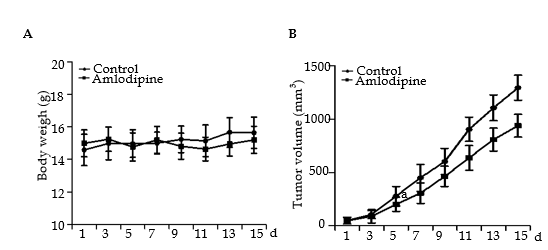 A
20
18
16
14
12
10
Control
Amlodipine
Body weigh (g)
1 3 5 7 9 11 13 15 d
B
1500
1000
500
0
Control
Amlodipine
Tumor volume (mm³)
a
1 3 5 7 9 11 13 15 d